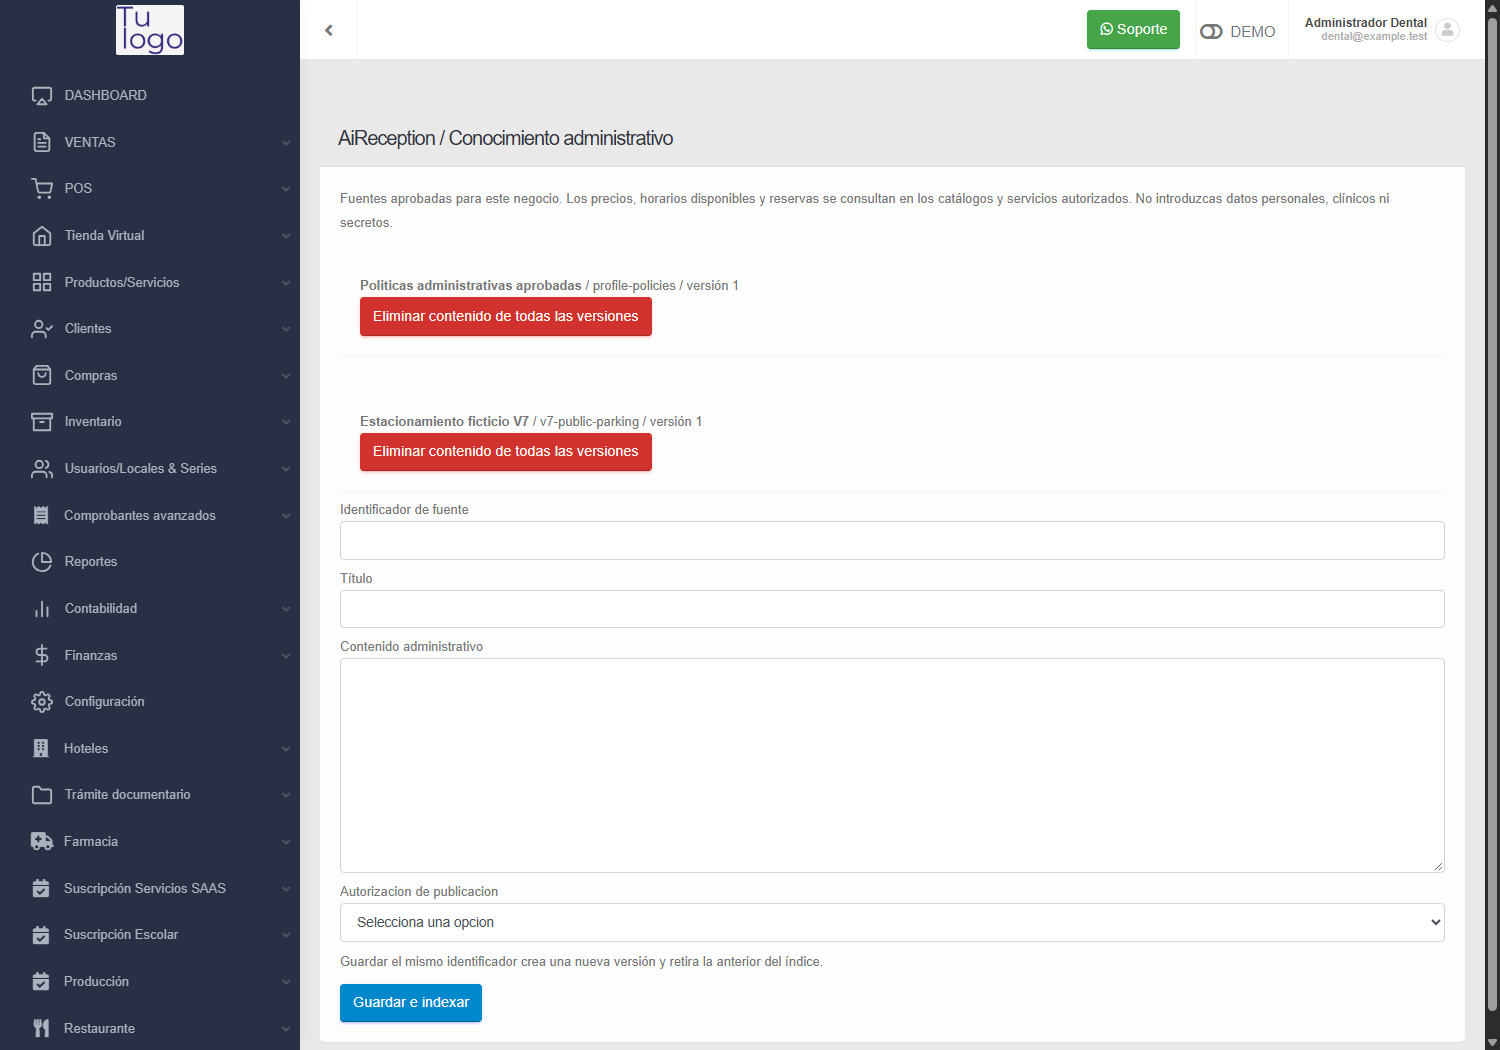 Tu
logo
DASHBOARD
VENTAS
POS
Tienda Virtual
Productos/Servicios
Clientes
Compras
Inventario
Usuarios/Locales & Series
Comprobantes avanzados
Reportes
Contabilidad
Finanzas
Configuración
Hoteles
Trámite documentario
Farmacia
Suscripción Servicios SAAS
Suscripción Escolar
Producción
Restaurante
Soporte
DEMO
Administrador Dental
dental@example.test
AiReception / Conocimiento administrativo
Fuentes aprobadas para este negocio. Los precios, horarios disponibles y reservas se consultan en los catálogos y servicios autorizados. No introduzcas datos personales, clínicos ni
secretos.
Politicas administrativas aprobadas / profile-policies / versión 1
Eliminar contenido de todas las versiones
Estacionamiento ficticio V7 / v7-public-parking / versión 1
Eliminar contenido de todas las versiones
Identificador de fuente
Título
Contenido administrativo
Autorizacion de publicacion
Selecciona una opcion
Guardar el mismo identificador crea una nueva versión y retira la anterior del índice.
Guardar e indexar